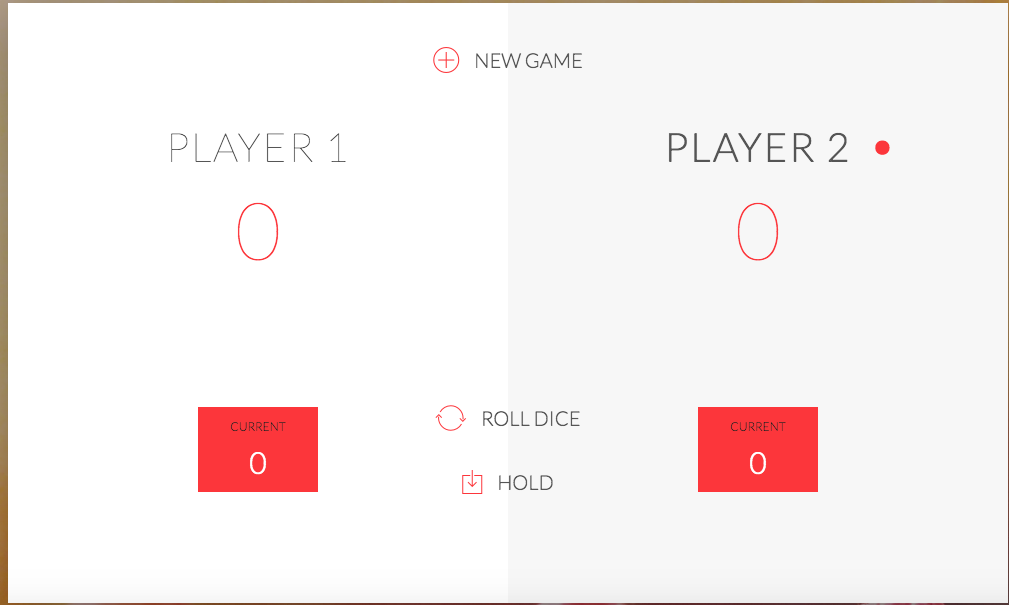 NEW GAME
PLAYER 1
PLAYER 2
0
0
ROLL DICE
CURRENT
0
CURRENT
0
HOLD